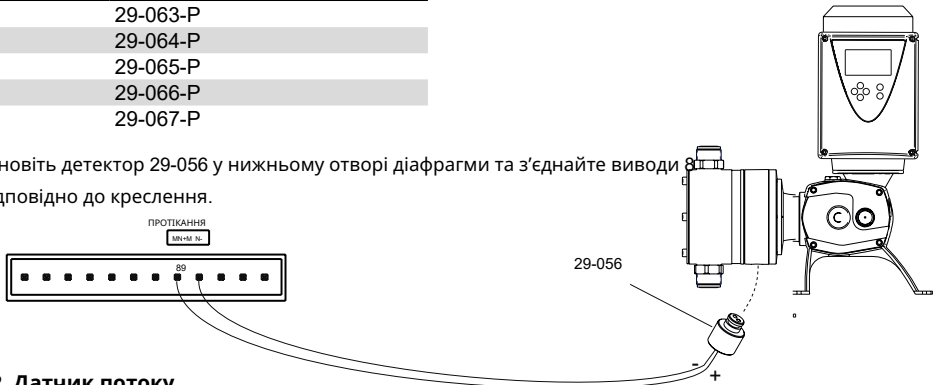 29-063-P
29-064-P
29-065-P
29-066-P
29-067-P
новіть детектор 29-056 у нижньому отворі діафрагми та з’єднайте виводи 8
дповідно до креслення.
ПРОТІКАННЯ
MN+M N-
89
29-056
-
+
Датчик потоку